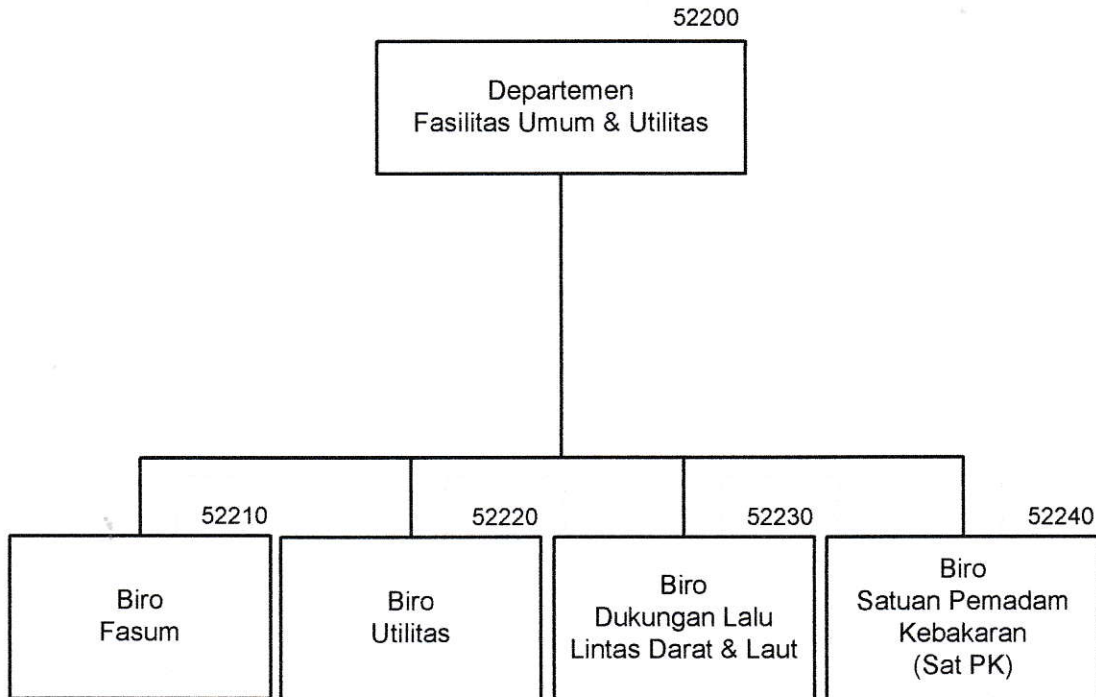 52200
Departemen
Fasilitas Umum & Utilitas
52210
Biro
Fasum
52220
Biro
Utilitas
52230
Biro
Dukungan Lalu
Lintas Darat & Laut
52240
Biro
Satuan Pemadam
Kebakaran
(Sat PK)